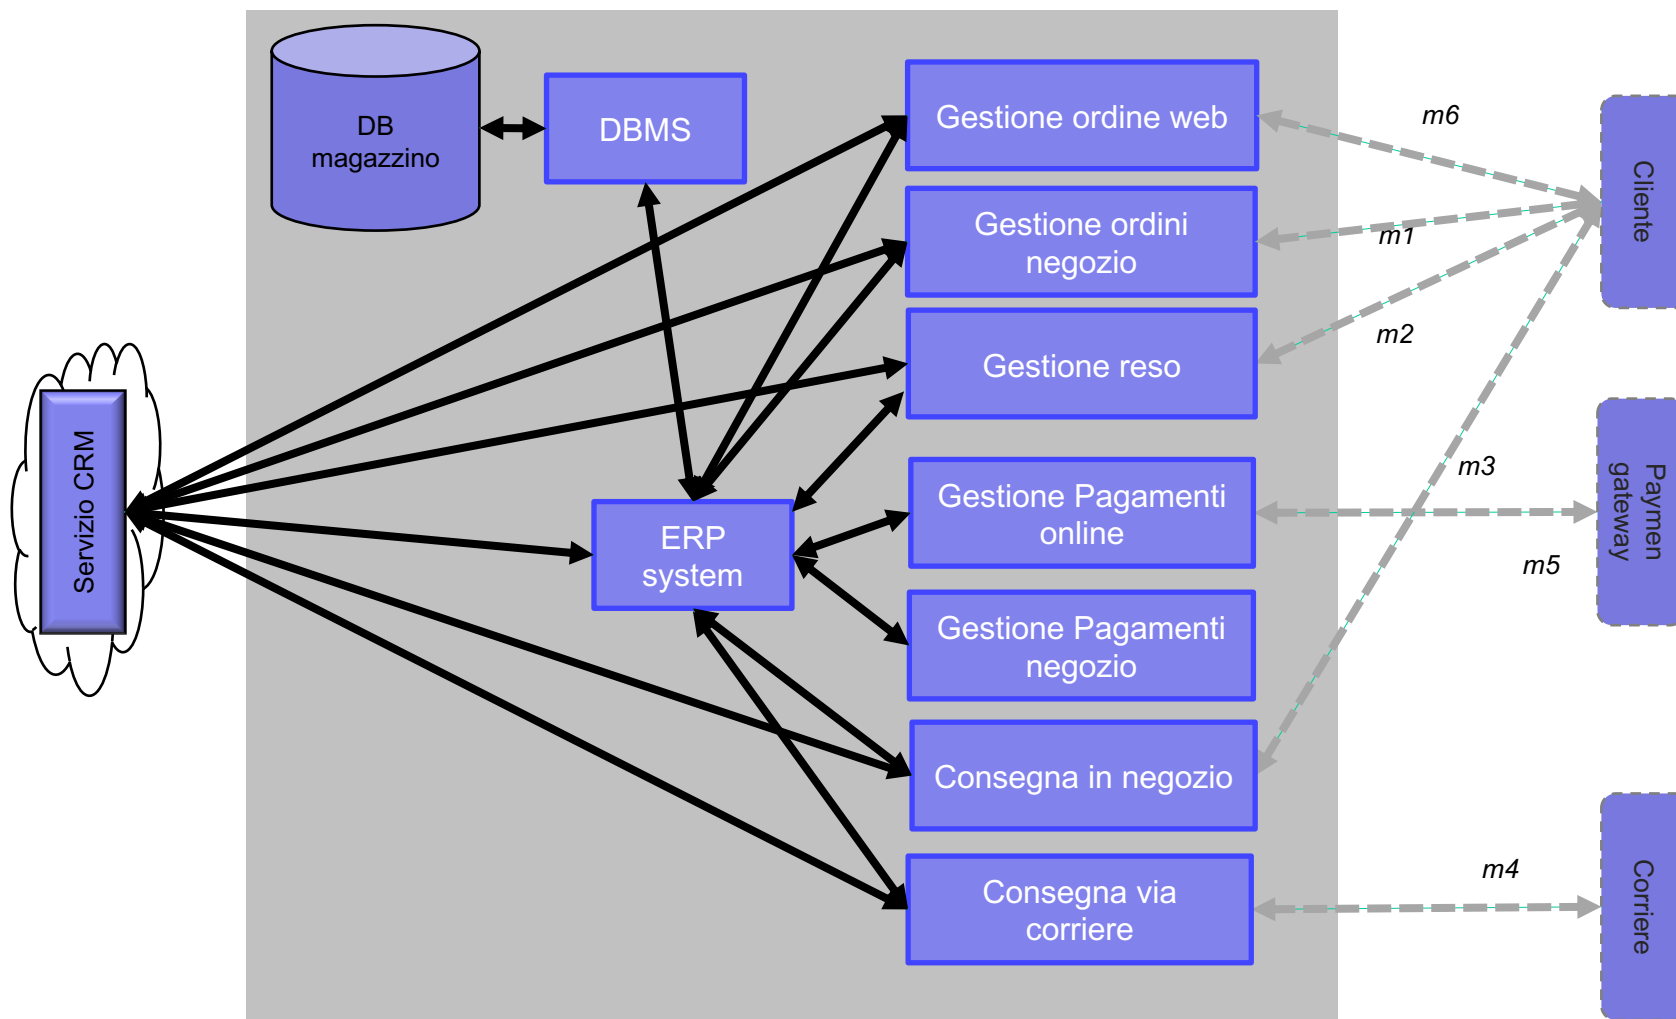 DB
magazzino
DBMS
Gestione ordine web
Gestione ordini
negozio
Gestione reso
Gestione Pagamenti
online
Gestione Pagamenti
negozio
Consegna in negozio
Consegna via
corriere
ERP
system
Servizio CRM
m6
m1
m2
m3
m5
m4
Cliente
Paymen
gateway
Corriere